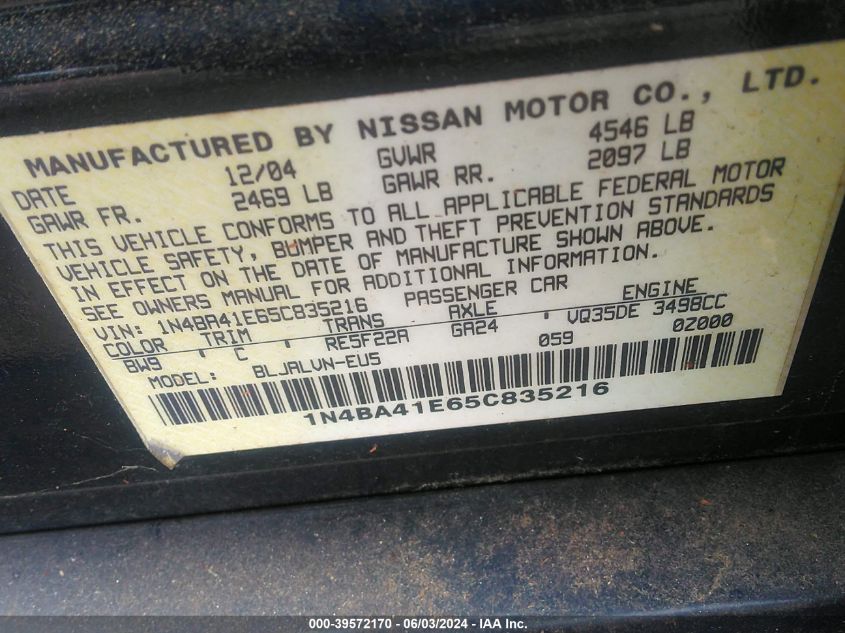 MANUFACTURED BY NISSAN MOTOR CO., LTD.
DATE 12/04 GVWR 4546 LB
GAWR FR. 2469 LB GAWR RR. 2097 LB
THIS VEHICLE CONFORMS TO ALL APPLICABLE FEDERAL MOTOR
VEHICLE SAFETY, BUMPER AND THEFT PREVENTION STANDARDS
IN EFFECT ON THE DATE OF MANUFACTURE SHOWN ABOVE.
SEE OWNERS MANUAL FOR ADDITIONAL INFORMATION.
VIN: 1N4BA41E65C835216 PASSENGER CAR
COLOR TRIM TRANS AXLE ENGINE
BW9 C RE5F22A GA24 VQ35DE 3498CC
MODEL: BLJALVN-EU5 059 0Z000
1N4BA41E65C835216
000-39572170 - 06/03/2024 - IAA Inc.